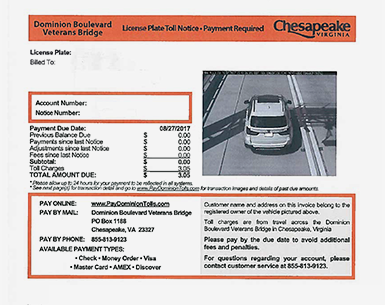 Dominion Boulevard
Veterans Bridge
License Plate Toll Notice • Payment Required
Chesapeake
VIRGINIA
License Plate:
Billed To:
Account Number:
Notice Number:
Payment Due Date: 08/27/2017
Previous Balance Due $ 0.00
Payments since last Notice $ 0.00
Adjustments since last Notice $ 0.00
Fees since last Notice $ 0.00
Subtotal: $ 0.00
Toll Charges $ 3.05
TOTAL AMOUNT DUE: $ 3.05
* Please allow up to 24 hours for your payment to be reflected in all systems.
* See next page(s) for transaction detail and go to www.PayDominionTolls.com for transaction images and details of past due amounts.
PAY ONLINE: www.PayDominionTolls.com
PAY BY MAIL: Dominion Boulevard Veterans Bridge
PO Box 1188
Chesapeake, VA 23327
PAY BY PHONE: 855-813-9123
AVAILABLE PAYMENT TYPES:
• Check • Money Order • Visa
• Master Card • AMEX • Discover
Customer name and address on this invoice belong to the
registered owner of the vehicle pictured above.
Toll charges are from travel across the Dominion
Boulevard Veterans Bridge in Chesapeake, Virginia.
Please pay by the due date to avoid additional
fees and penalties.
For questions regarding your account, please
contact customer service at 855-813-9123.